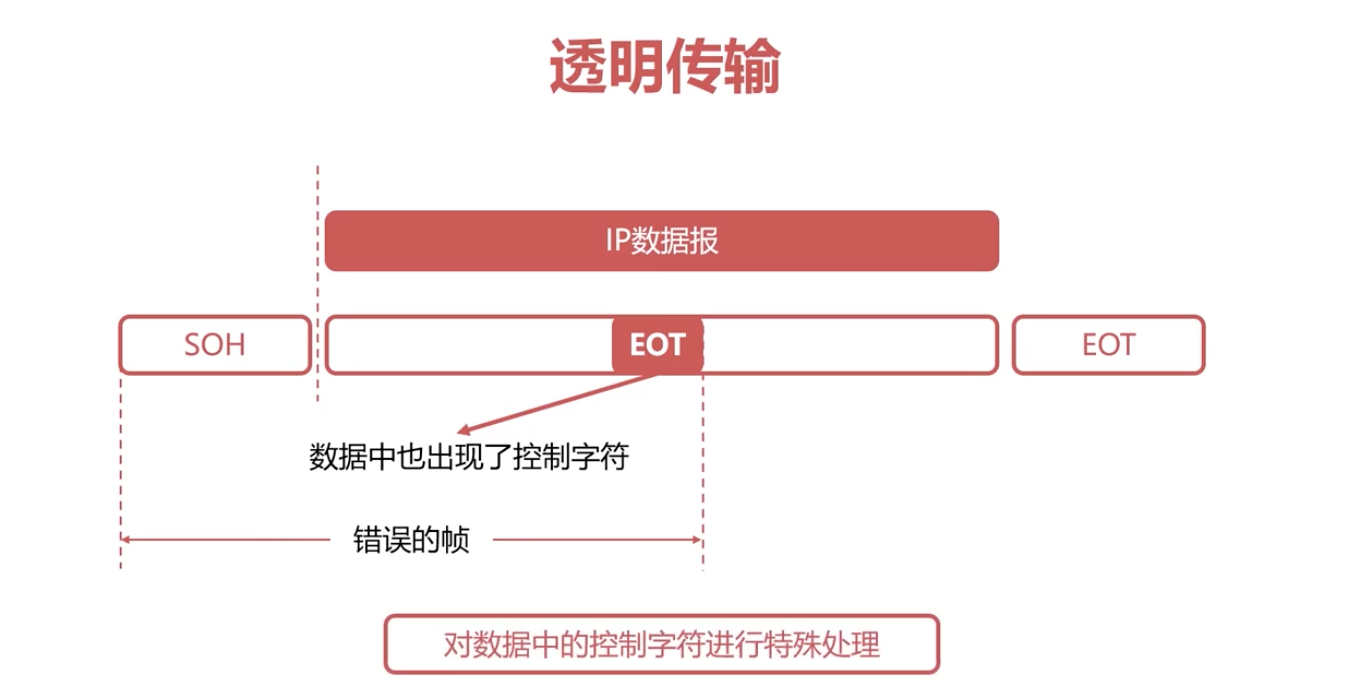 透明传输
IP数据报
SOH
EOT
EOT
数据中也出现了控制字符
错误的帧
对数据中的控制字符进行特殊处理